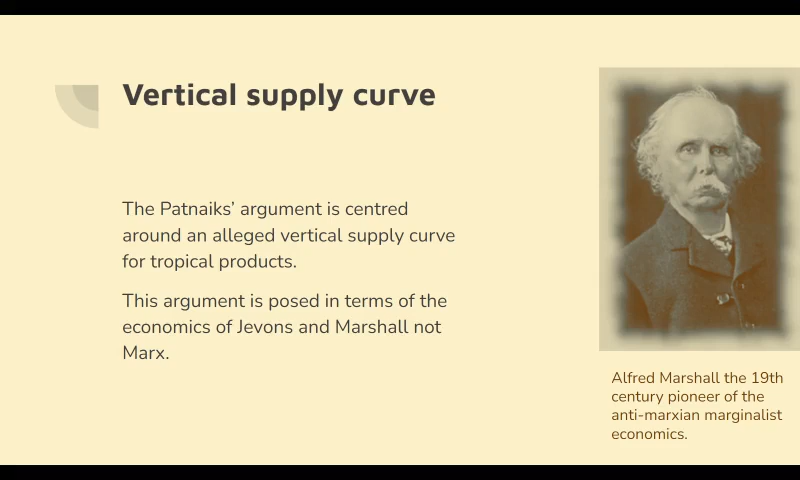 Vertical supply curve
The Patnaiks’ argument is centred
around an alleged vertical supply curve
for tropical products.
This argument is posed in terms of the
economics of Jevons and Marshall not
Marx.
Alfred Marshall the 19th
century pioneer of the
anti-marxian marginalist
economics.